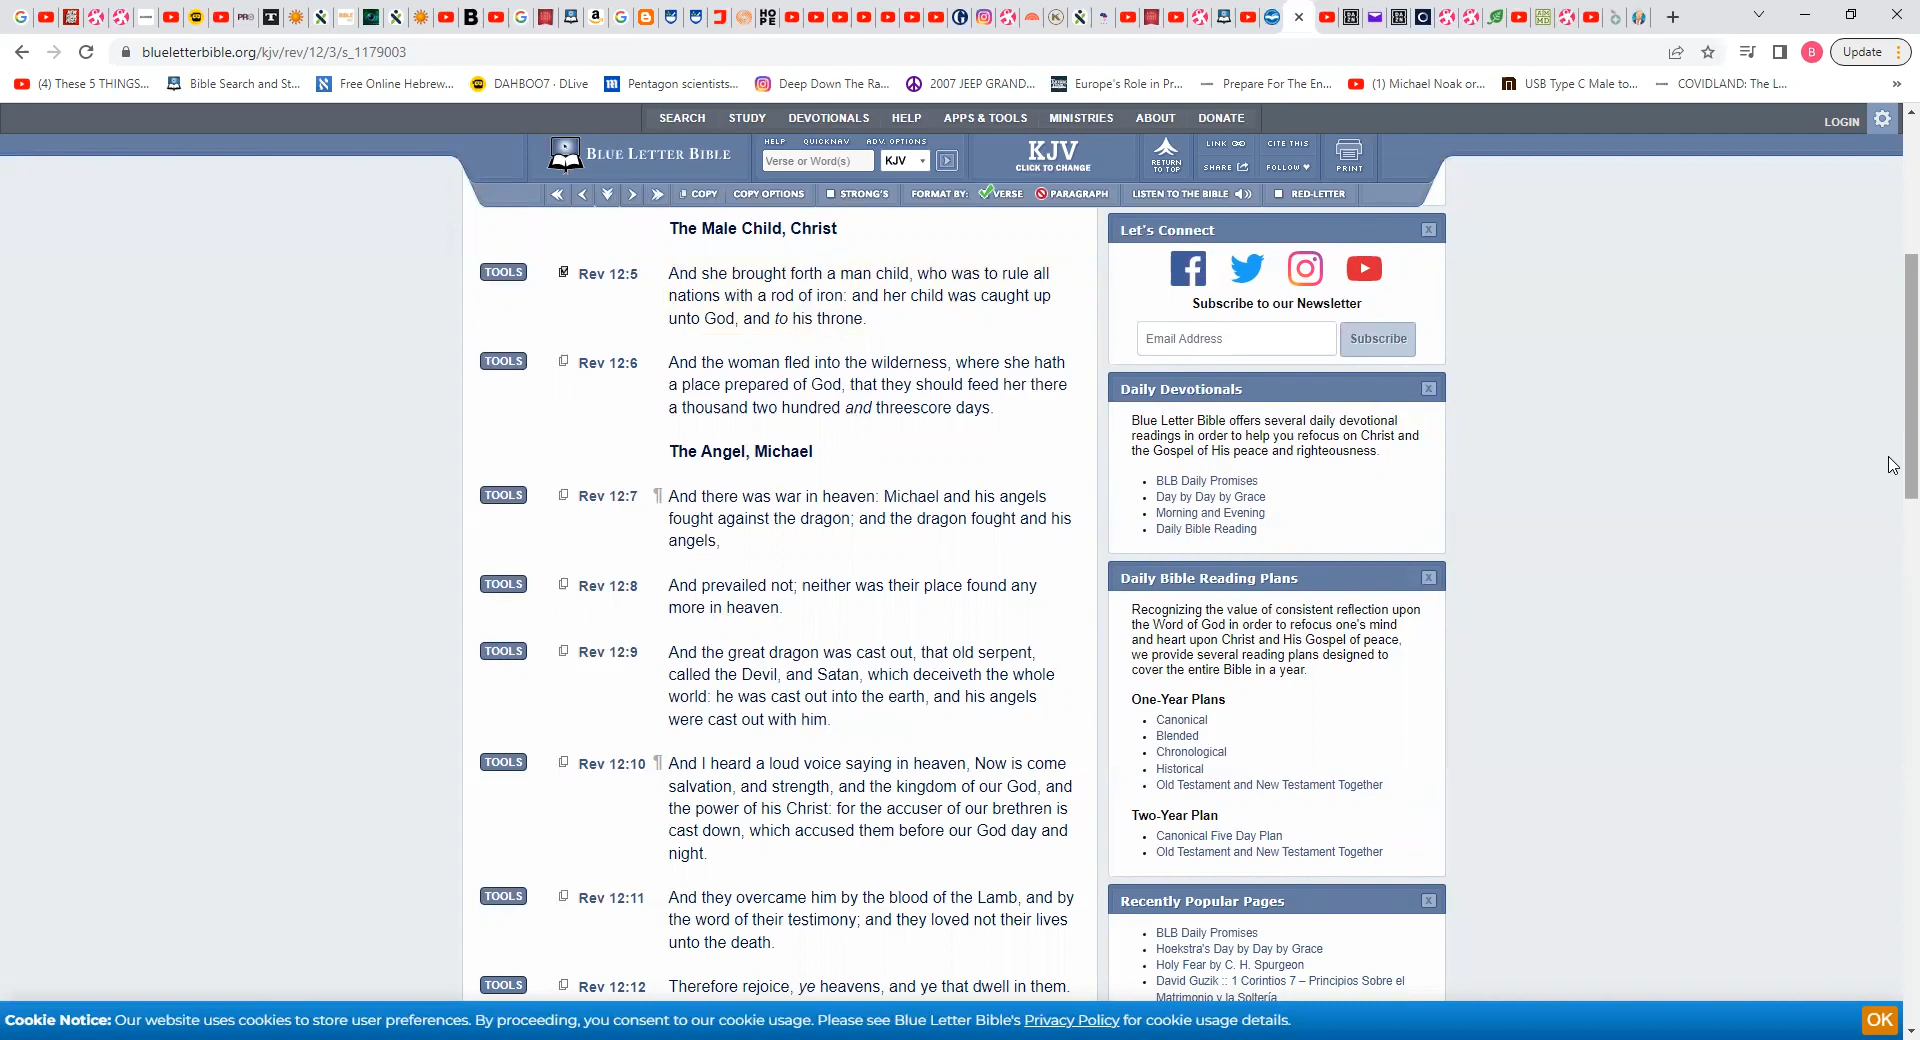 blueletterbible.org/kjv/rev/12/3/s_1179003
Update
(4) These 5 THINGS...
Bible Search and St...
Free Online Hebrew...
DAHBOO7 · DLive
Pentagon scientists...
Deep Down The Ra...
2007 JEEP GRAND...
Europe's Role in Pr...
Prepare For The En...
(1) Michael Noak or...
USB Type C Male to...
COVIDLAND: The L...
SEARCH STUDY DEVOTIONALS HELP APPS & TOOLS MINISTRIES ABOUT DONATE
LOGIN
BLUE LETTER BIBLE
HELP QUICKNAV ADV. OPTIONS
Verse or Word(s)
KJV
KJV
CLICK TO CHANGE
RETURN TO TOP
LINK
SHARE
CITE THIS
FOLLOW
PRINT
COPY COPY OPTIONS STRONG'S FORMAT BY: VERSE PARAGRAPH LISTEN TO THE BIBLE RED-LETTER
The Male Child, Christ
TOOLS Rev 12:5 And she brought forth a man child, who was to rule all
nations with a rod of iron: and her child was caught up
unto God, and to his throne.
TOOLS Rev 12:6 And the woman fled into the wilderness, where she hath
a place prepared of God, that they should feed her there
a thousand two hundred and threescore days.
The Angel, Michael
TOOLS Rev 12:7 ¶ And there was war in heaven: Michael and his angels
fought against the dragon; and the dragon fought and his
angels,
TOOLS Rev 12:8 And prevailed not; neither was their place found any
more in heaven.
TOOLS Rev 12:9 And the great dragon was cast out, that old serpent,
called the Devil, and Satan, which deceiveth the whole
world: he was cast out into the earth, and his angels
were cast out with him.
TOOLS Rev 12:10 ¶ And I heard a loud voice saying in heaven, Now is come
salvation, and strength, and the kingdom of our God, and
the power of his Christ: for the accuser of our brethren is
cast down, which accused them before our God day and
night.
TOOLS Rev 12:11 And they overcame him by the blood of the Lamb, and by
the word of their testimony; and they loved not their lives
unto the death.
TOOLS Rev 12:12 Therefore rejoice, ye heavens, and ye that dwell in them.
Let's Connect
Subscribe to our Newsletter
Email Address
Subscribe
Daily Devotionals
Blue Letter Bible offers several daily devotional
readings in order to help you refocus on Christ and
the Gospel of His peace and righteousness.
BLB Daily Promises
Day by Day by Grace
Morning and Evening
Daily Bible Reading
Daily Bible Reading Plans
Recognizing the value of consistent reflection upon
the Word of God in order to refocus one's mind
and heart upon Christ and His Gospel of peace,
we provide several reading plans designed to
cover the entire Bible in a year.
One-Year Plans
Canonical
Blended
Chronological
Historical
Old Testament and New Testament Together
Two-Year Plan
Canonical Five Day Plan
Old Testament and New Testament Together
Recently Popular Pages
BLB Daily Promises
Hoekstra's Day by Day by Grace
Holy Fear by C. H. Spurgeon
David Guzik :: 1 Corintios 7 – Principios Sobre el
Matrimonio y la Soltería
Cookie Notice: Our website uses cookies to store user preferences. By proceeding, you consent to our cookie usage. Please see Blue Letter Bible's Privacy Policy for cookie usage details.
OK